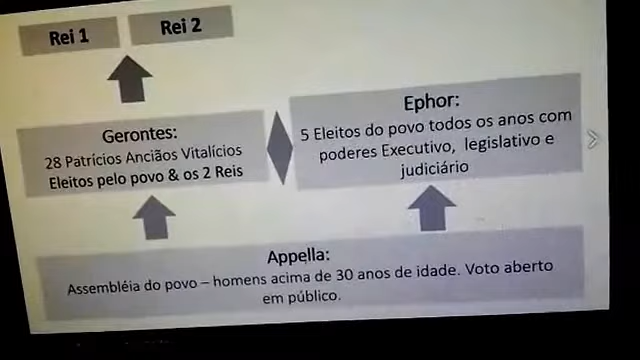 Rei 1
Rei 2
Gerontes:
28 Patrícios Anciãos Vitalícios
Eleitos pelo povo & os 2 Reis
Ephor:
5 Eleitos do povo todos os anos com
poderes Executivo, legislativo e
judiciário
Appella:
Assembléia do povo – homens acima de 30 anos de idade. Voto aberto
em público.